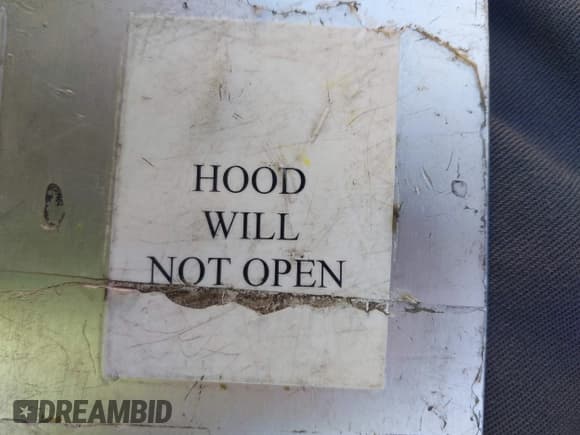 HOOD
WILL
NOT OPEN
DREAMBID